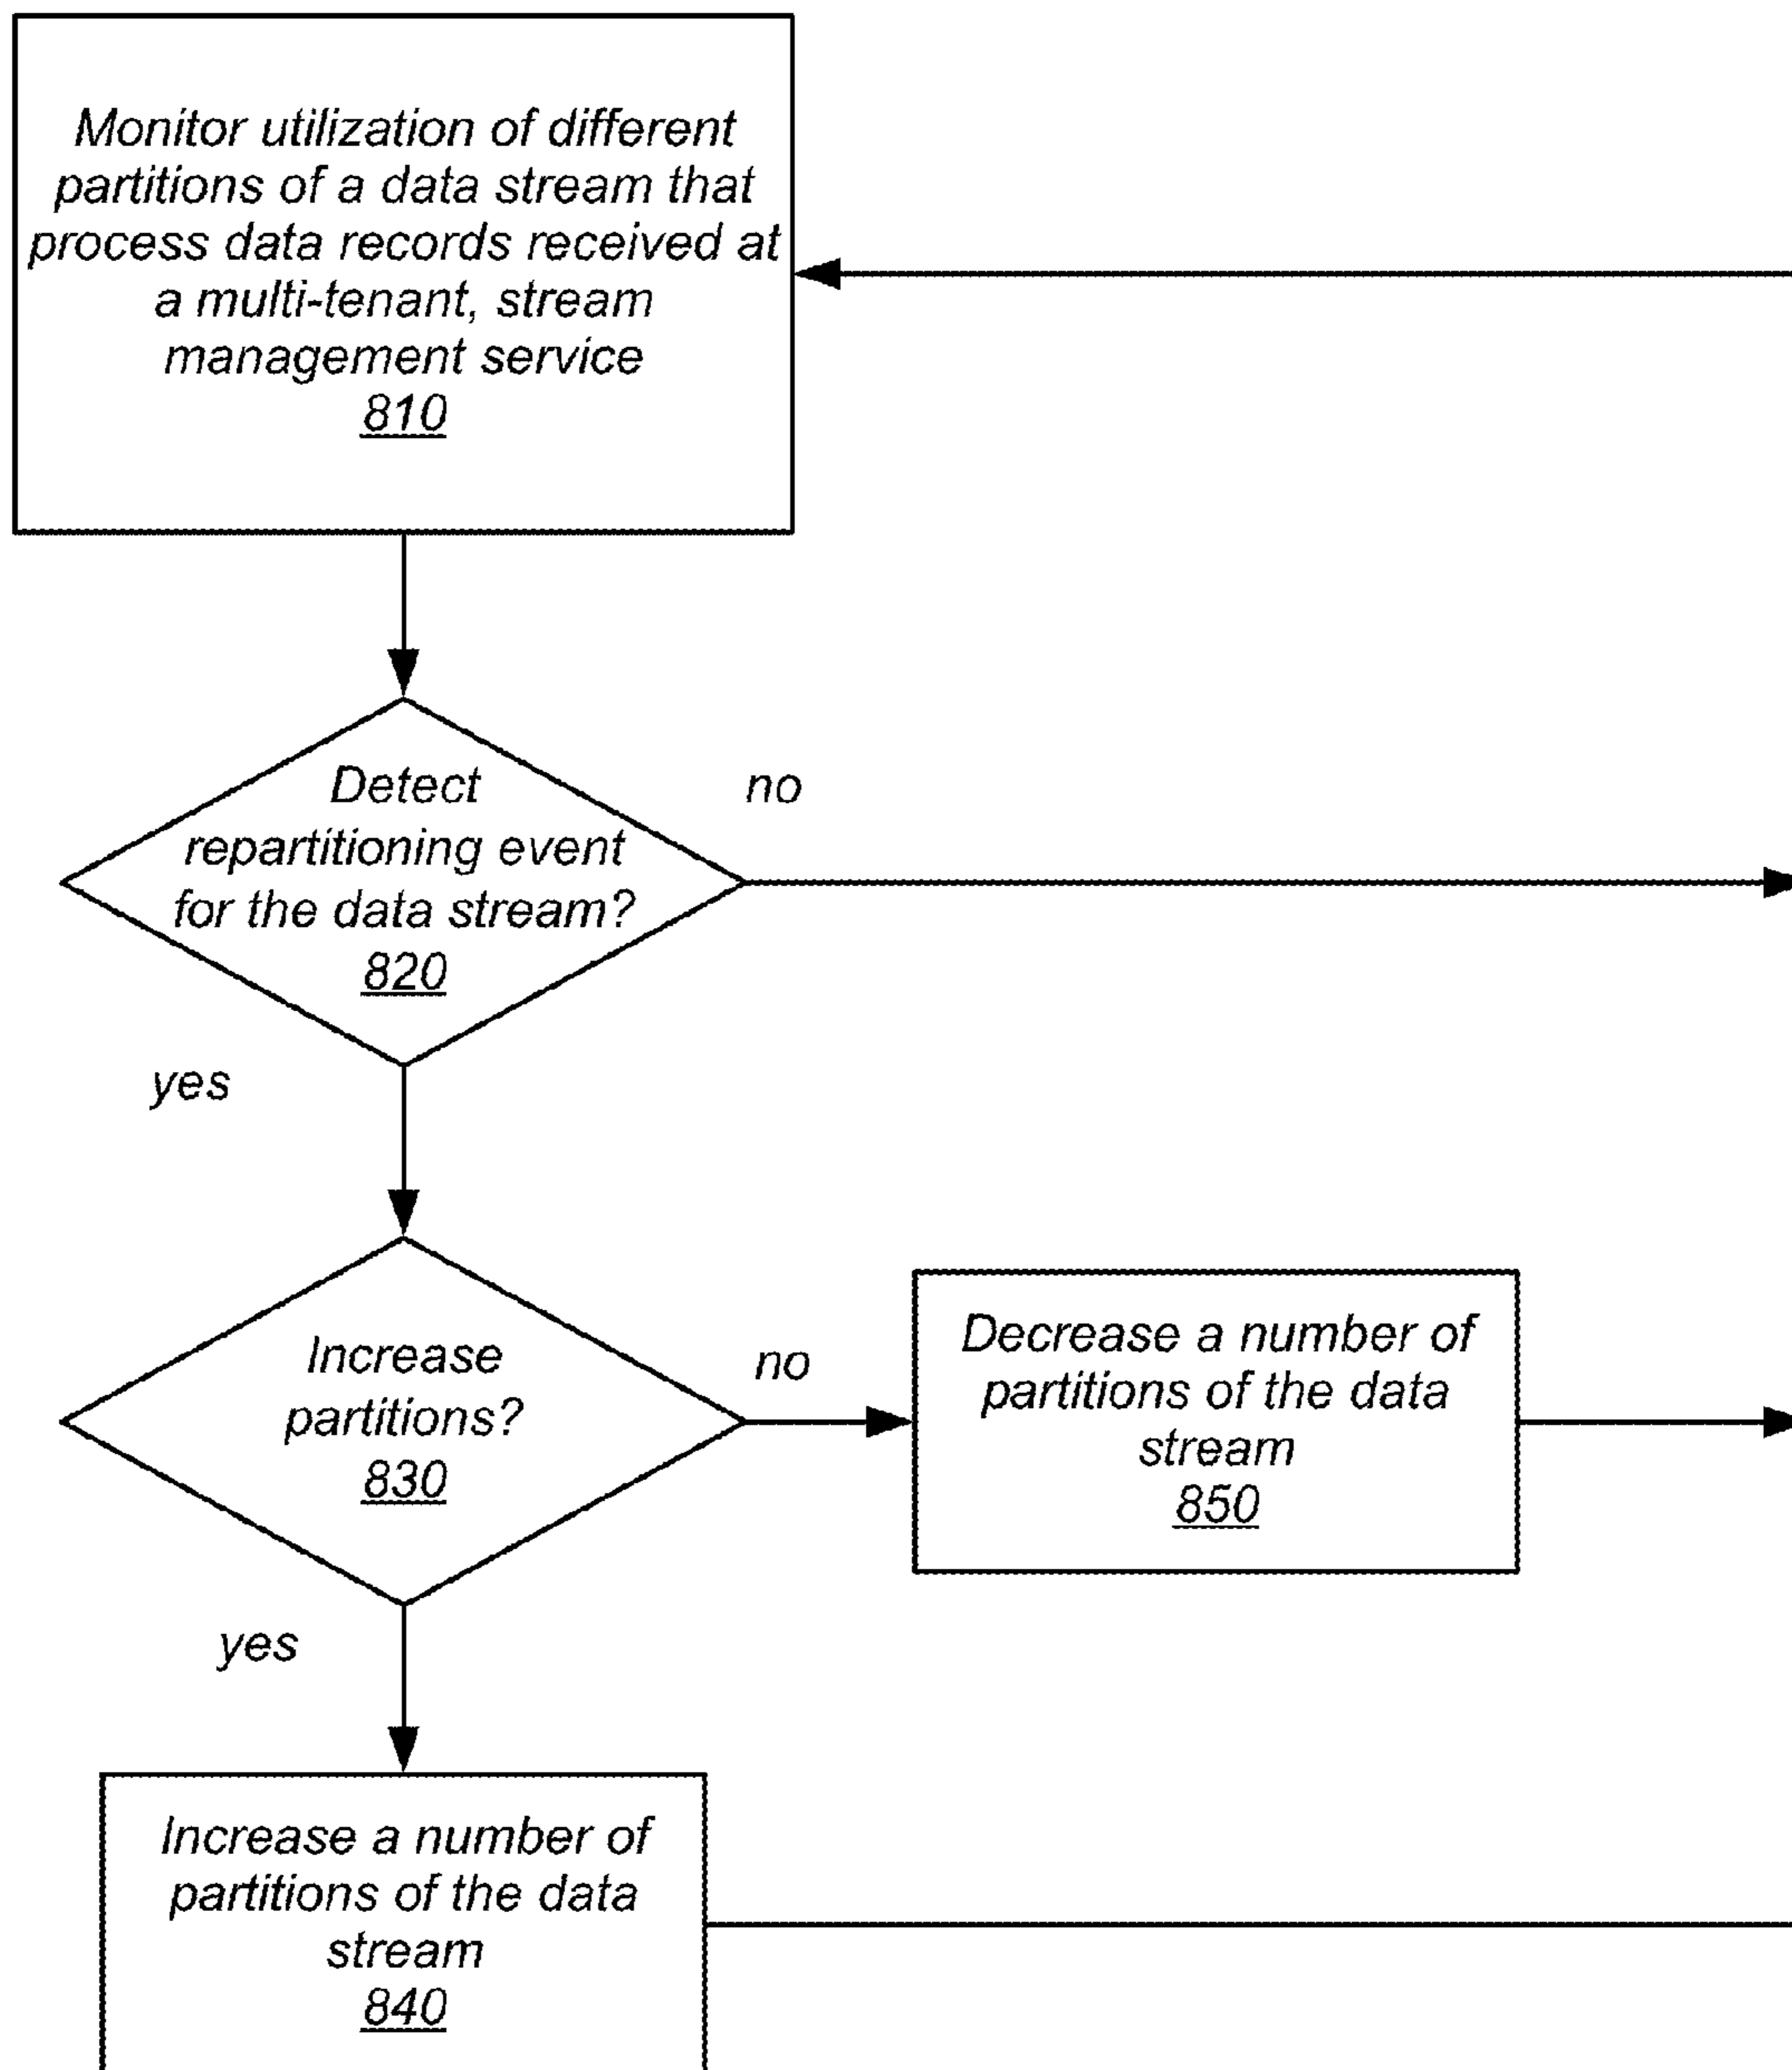 Monitor utilization of different
partitions of a data stream that
process data records received at
a multi-tenant, stream
management service
810
Detect
repartitioning event
for the data stream?
820
no
yes
Increase
partitions?
830
no
Decrease a number of
partitions of the data
stream
850
yes
Increase a number of
partitions of the data
stream
840